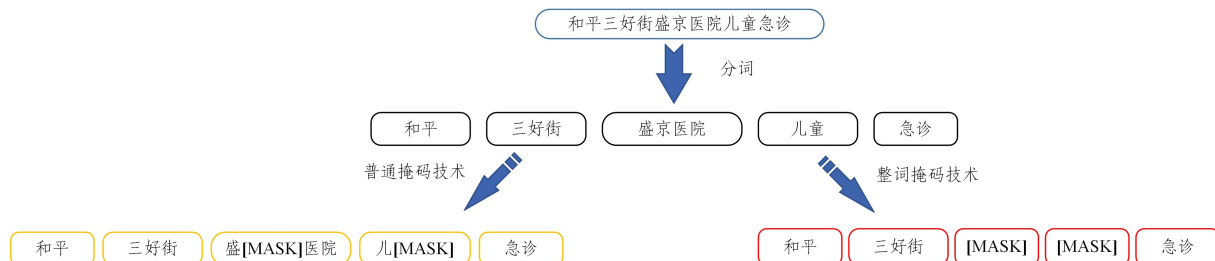 和平三好街盛京医院儿童急诊
分词
和平 三好街 盛京医院 儿童 急诊
普通掩码技术 整词掩码技术
和平 三好街 盛[MASK]医院 儿[MASK] 急诊 和平 三好街 [MASK] [MASK] 急诊